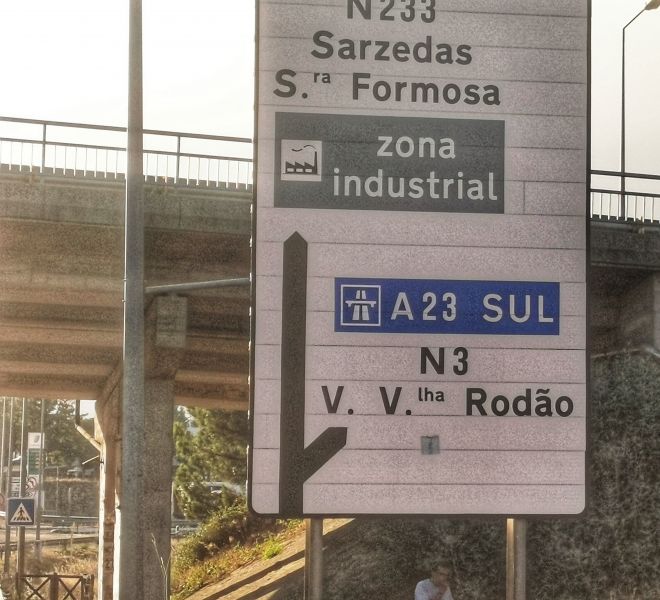 N233
Sarzedas
S.ra Formosa
zona
industrial
A23 SUL
N3
V. V.lha Rodão